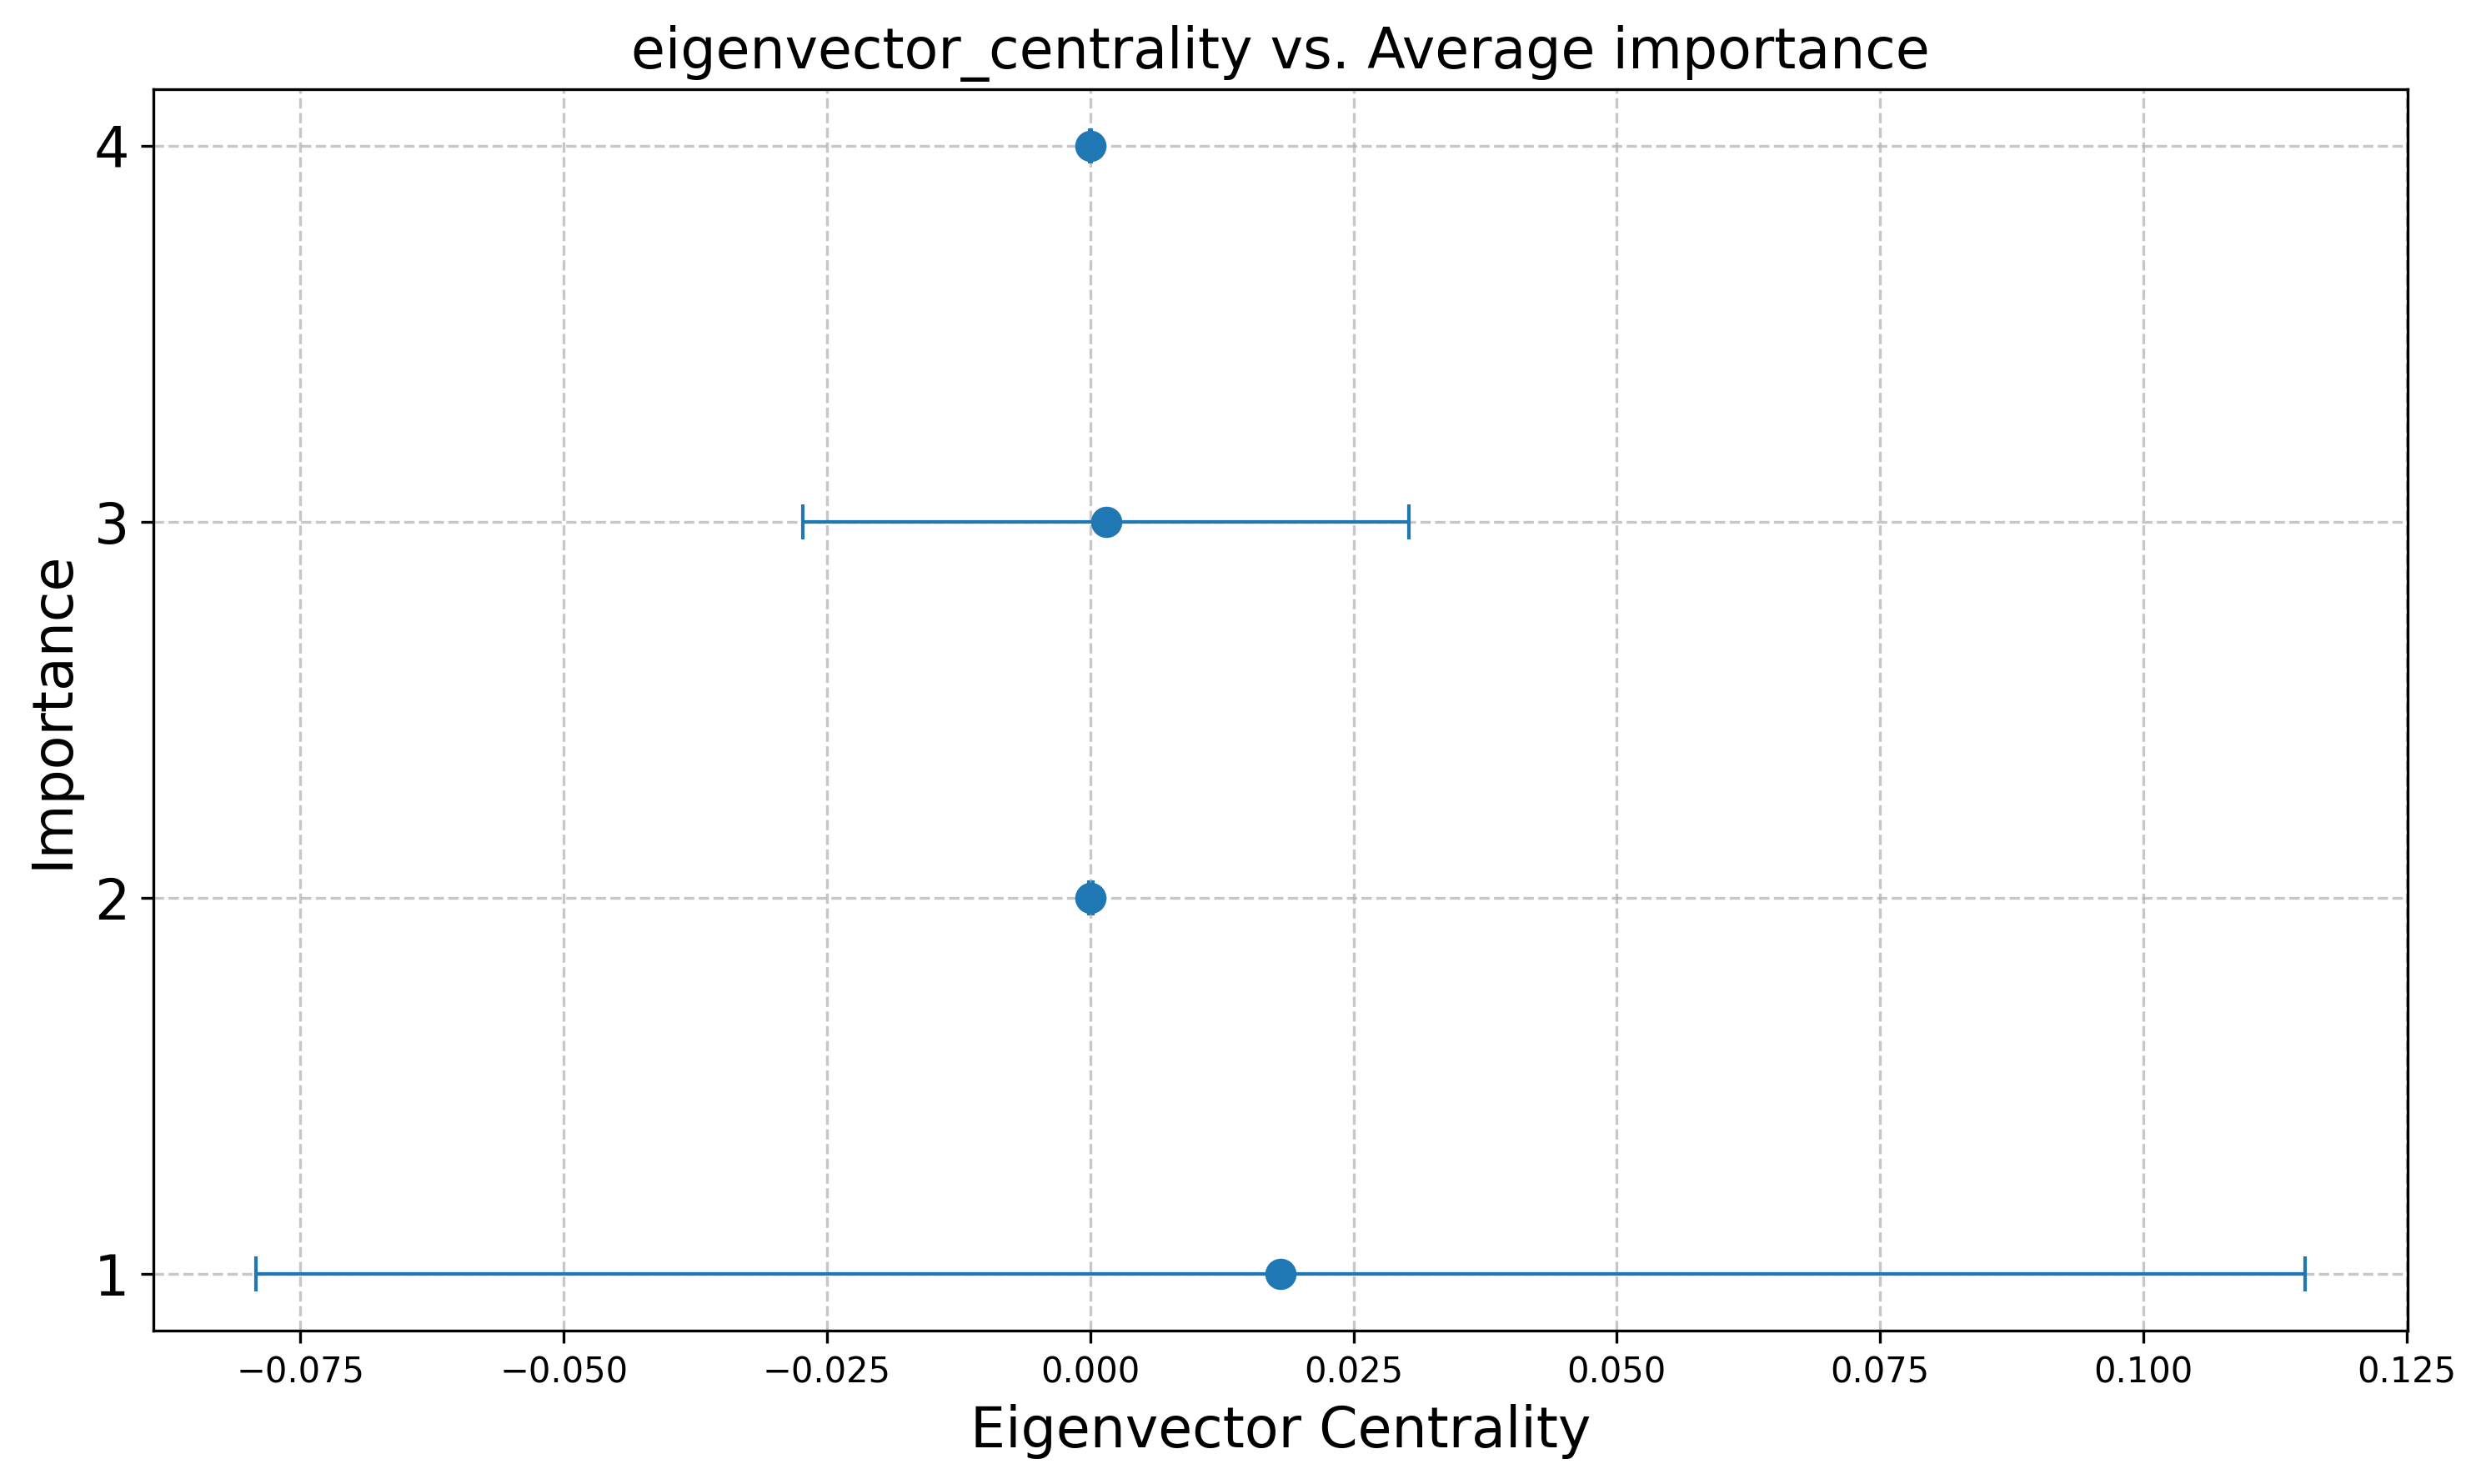 eigenvector_centrality vs. Average importance
4
3
2
1
Importance
−0.075 −0.050 −0.025 0.000 0.025 0.050 0.075 0.100 0.125
Eigenvector Centrality